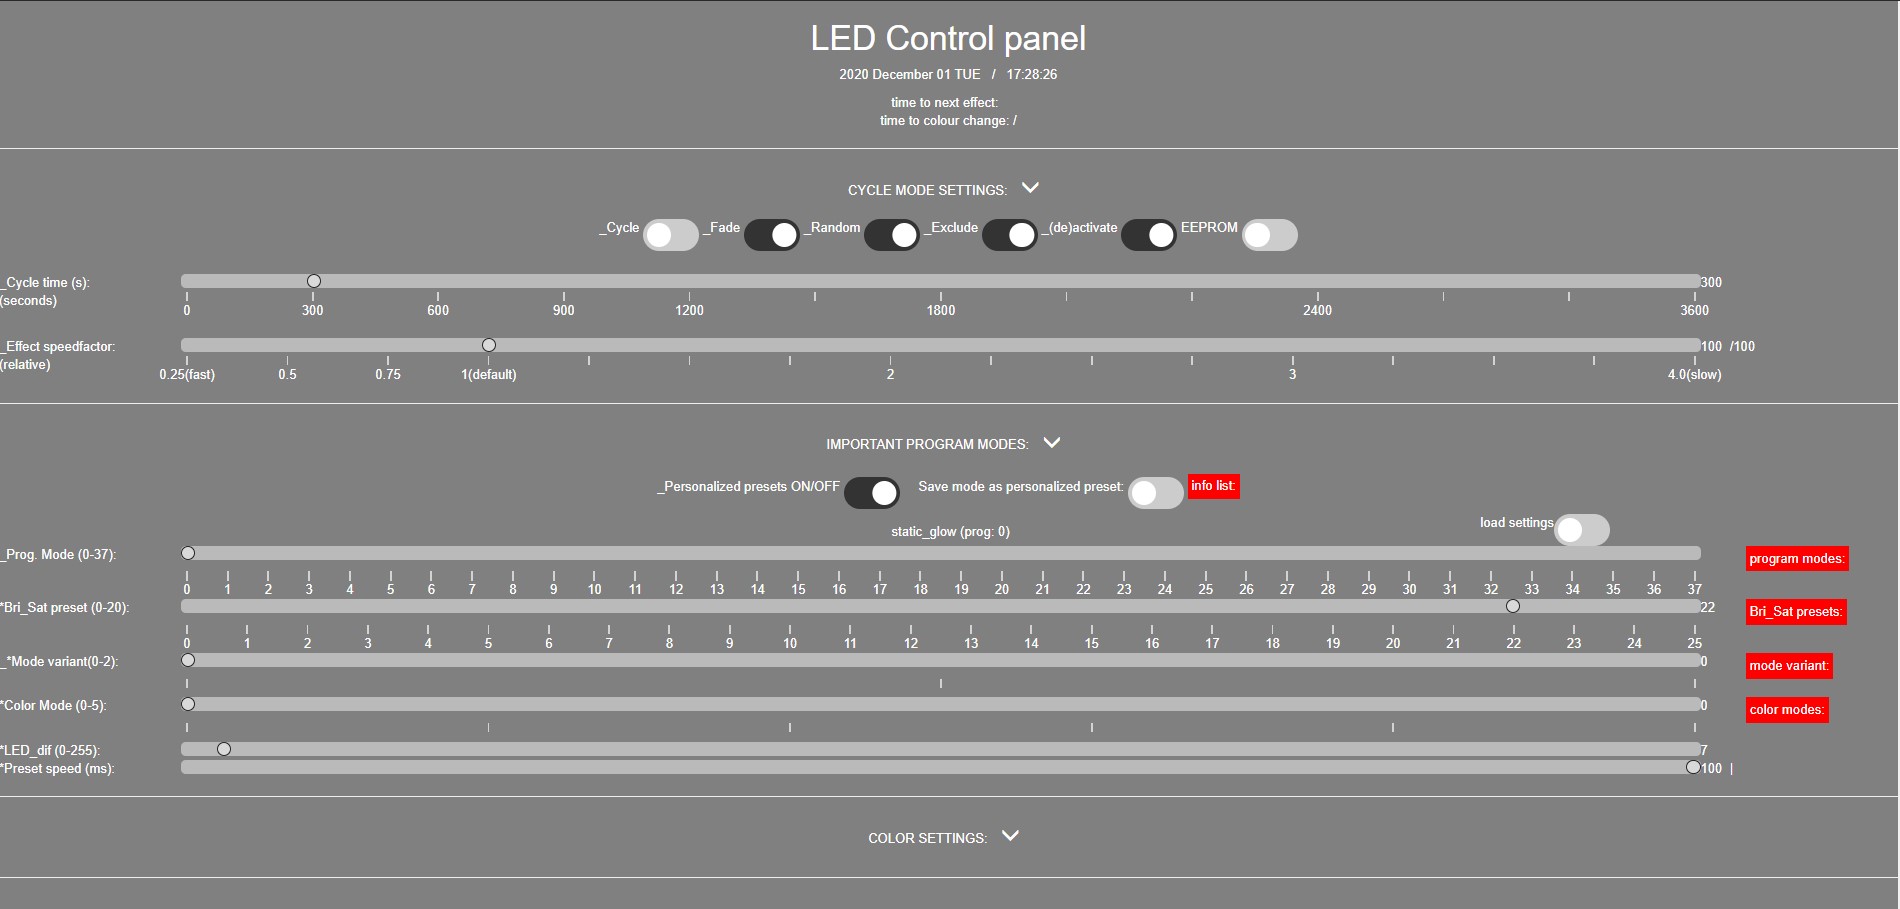 LED Control panel
2020 December 01 TUE / 17:28:26
time to next effect:
time to colour change: /
CYCLE MODE SETTINGS:
_Cycle _Fade _Random _Exclude _(de)activate EEPROM
_Cycle time (s): 300
(seconds)
0 300 600 900 1200 1800 2400 3600
_Effect speedfactor: 100 /100
(relative)
0.25(fast) 0.5 0.75 1(default) 2 3 4.0(slow)
IMPORTANT PROGRAM MODES:
_Personalized presets ON/OFF Save mode as personalized preset: info list:
static_glow (prog: 0) load settings
_Prog. Mode (0-37): program modes:
0 1 2 3 4 5 6 7 8 9 10 11 12 13 14 15 16 17 18 19 20 21 22 23 24 25 26 27 28 29 30 31 32 33 34 35 36 37
*Bri_Sat preset (0-20): 22 Bri_Sat presets:
0 1 2 3 4 5 6 7 8 9 10 11 12 13 14 15 16 17 18 19 20 21 22 23 24 25
_*Mode variant(0-2): 0 mode variant:
*Color Mode (0-5): 0 color modes:
*LED_dif (0-255): 7
*Preset speed (ms): 100 |
COLOR SETTINGS: